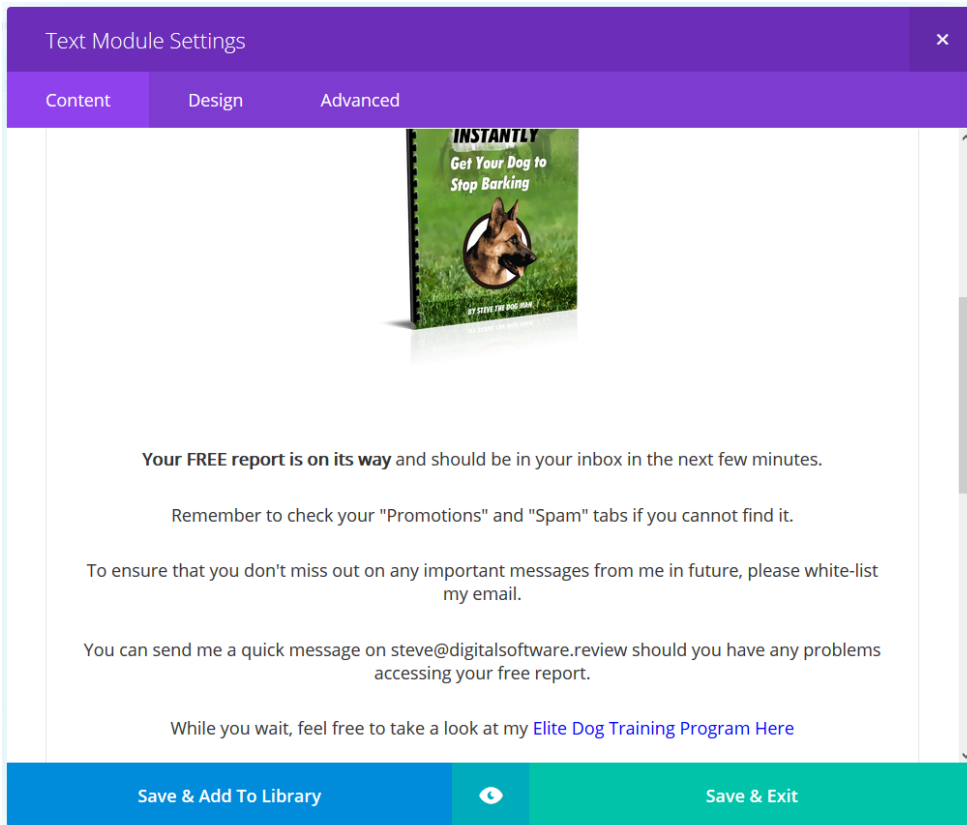 Text Module Settings
×
Content Design Advanced
INSTANTLY
Get Your Dog to
Stop Barking
BY STEVE THE DOG MAN
Your FREE report is on its way and should be in your inbox in the next few minutes.
Remember to check your "Promotions" and "Spam" tabs if you cannot find it.
To ensure that you don't miss out on any important messages from me in future, please white-list
my email.
You can send me a quick message on steve@digitalsoftware.review should you have any problems
accessing your free report.
While you wait, feel free to take a look at my Elite Dog Training Program Here
Save & Add To Library Save & Exit